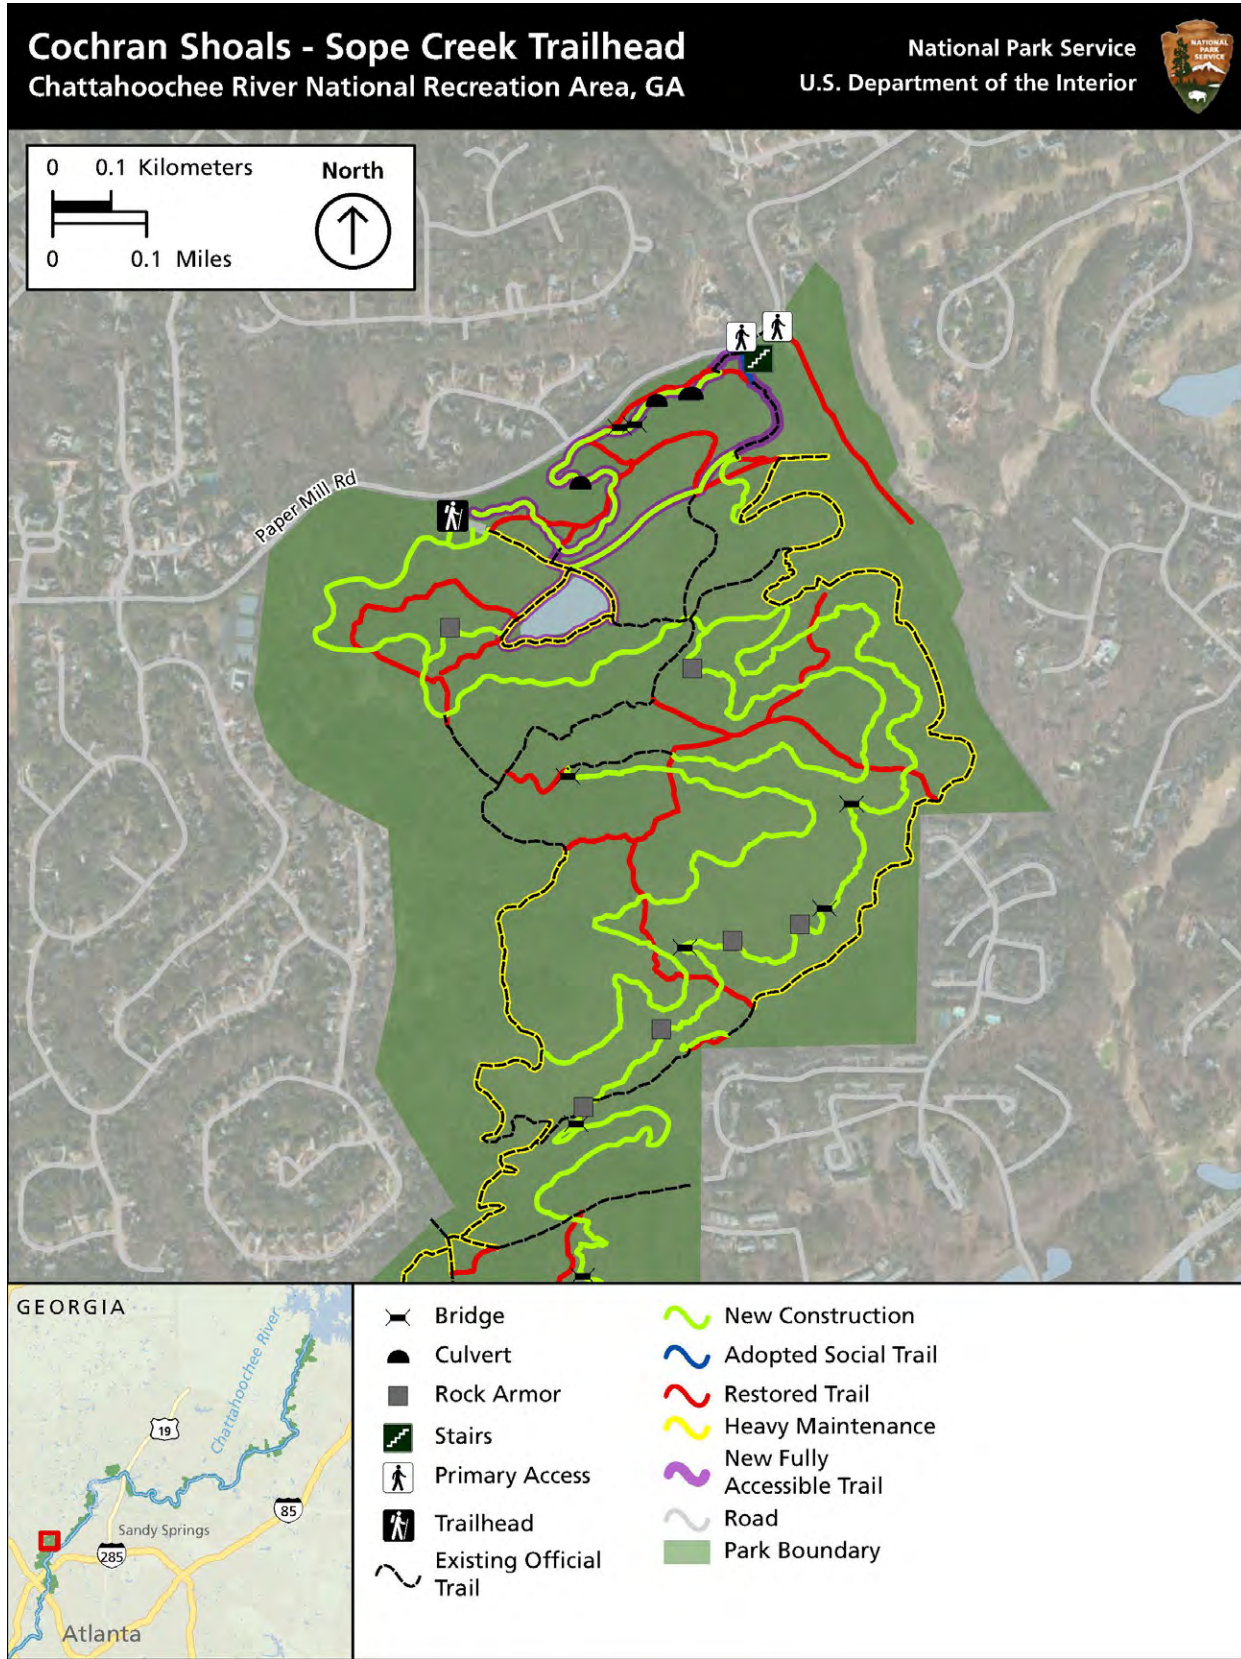 Cochran Shoals - Sope Creek Trailhead
Chattahoochee River National Recreation Area, GA
National Park Service
U.S. Department of the Interior
NATIONAL
PARK
SERVICE
0 0.1 Kilometers
0 0.1 Miles
North
Paper Mill Rd
GEORGIA
Chattahoochee River
19
85
Sandy Springs
285
Atlanta
Bridge
Culvert
Rock Armor
Stairs
Primary Access
Trailhead
Existing Official
Trail
New Construction
Adopted Social Trail
Restored Trail
Heavy Maintenance
New Fully
Accessible Trail
Road
Park Boundary